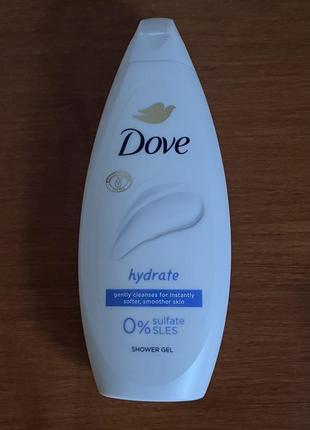 Dove
hydrate
gently cleanses for instantly
softer, smoother skin
0% sulfate
SLES
SHOWER GEL